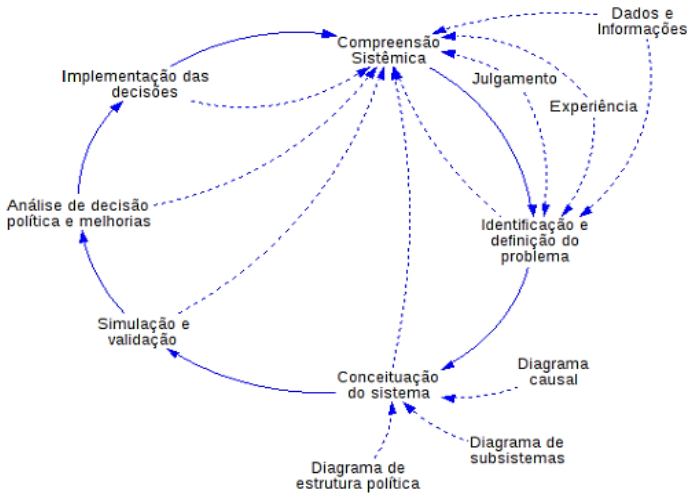 Dados e
Informações
Compreensão
Sistêmica
Julgamento
Experiência
Implementação das
decisões
Análise de decisão
política e melhorias
Identificação e
definição do
problema
Simulação e
validação
Conceituação
do sistema
Diagrama
causal
Diagrama de
subsistemas
Diagrama de
estrutura política